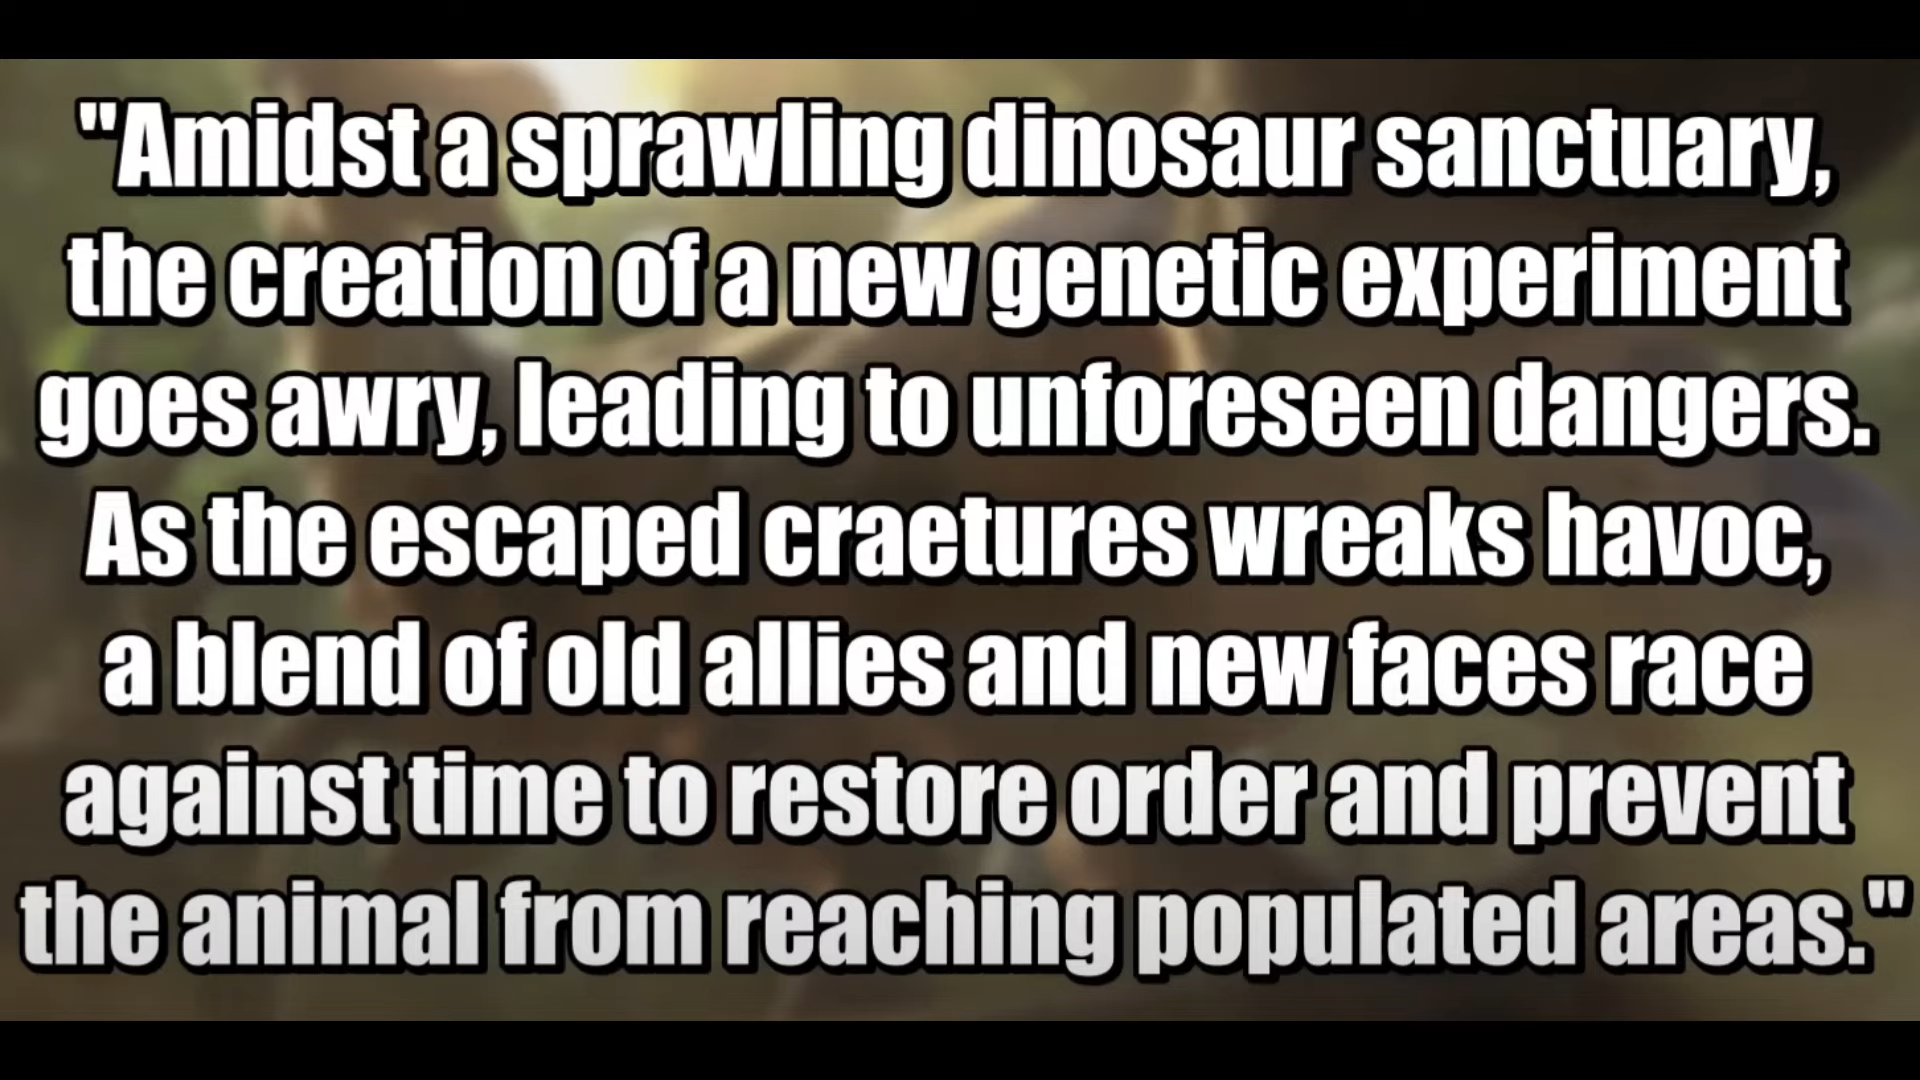 "Amidst a sprawling dinosaur sanctuary,
the creation of a new genetic experiment
goes awry, leading to unforeseen dangers.
As the escaped craetures wreaks havoc,
a blend of old allies and new faces race
against time to restore order and prevent
the animal from reaching populated areas."